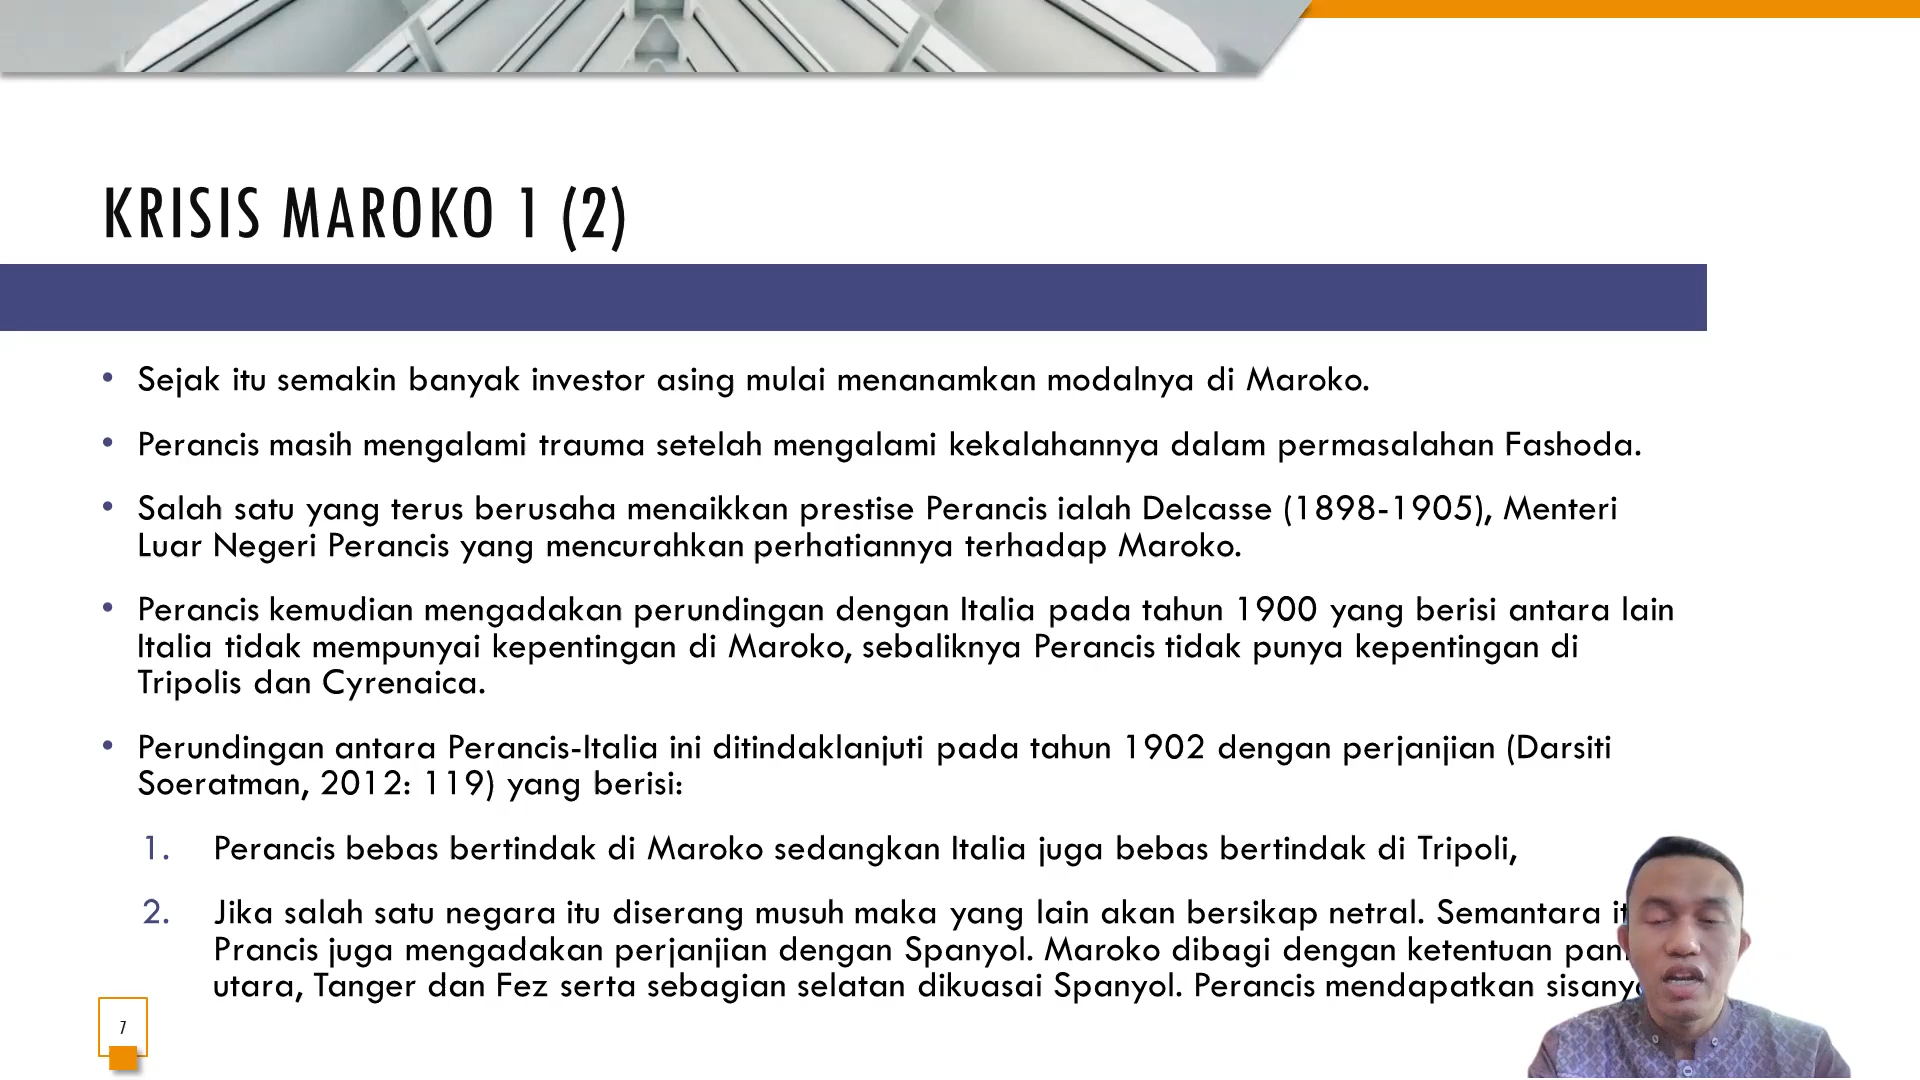 KRISIS MAROKO 1 (2)
• Sejak itu semakin banyak investor asing mulai menanamkan modalnya di Maroko.
• Perancis masih mengalami trauma setelah mengalami kekalahannya dalam permasalahan Fashoda.
• Salah satu yang terus berusaha menaikkan prestise Perancis ialah Delcasse (1898-1905), Menteri
Luar Negeri Perancis yang mencurahkan perhatiannya terhadap Maroko.
• Perancis kemudian mengadakan perundingan dengan Italia pada tahun 1900 yang berisi antara lain
Italia tidak mempunyai kepentingan di Maroko, sebaliknya Perancis tidak punya kepentingan di
Tripolis dan Cyrenaica.
• Perundingan antara Perancis-Italia ini ditindaklanjuti pada tahun 1902 dengan perjanjian (Darsiti
Soeratman, 2012: 119) yang berisi:
1. Perancis bebas bertindak di Maroko sedangkan Italia juga bebas bertindak di Tripoli,
2. Jika salah satu negara itu diserang musuh maka yang lain akan bersikap netral. Semantara
Prancis juga mengadakan perjanjian dengan Spanyol. Maroko dibagi dengan ketentuan
utara, Tanger dan Fez serta sebagian selatan dikuasai Spanyol. Perancis mendapatkan
7